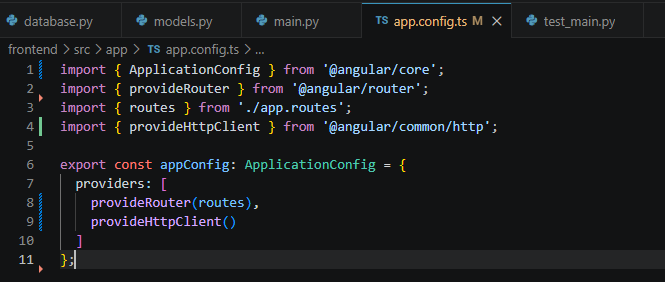 database.py models.py main.py TS app.config.ts M × test_main.py
frontend > src > app > TS app.config.ts > ...
1 import { ApplicationConfig } from '@angular/core';
2 import { provideRouter } from '@angular/router';
3 import { routes } from './app.routes';
4 import { provideHttpClient } from '@angular/common/http';
5
6 export const appConfig: ApplicationConfig = {
7 providers: [
8 provideRouter(routes),
9 provideHttpClient()
10 ]
11 };